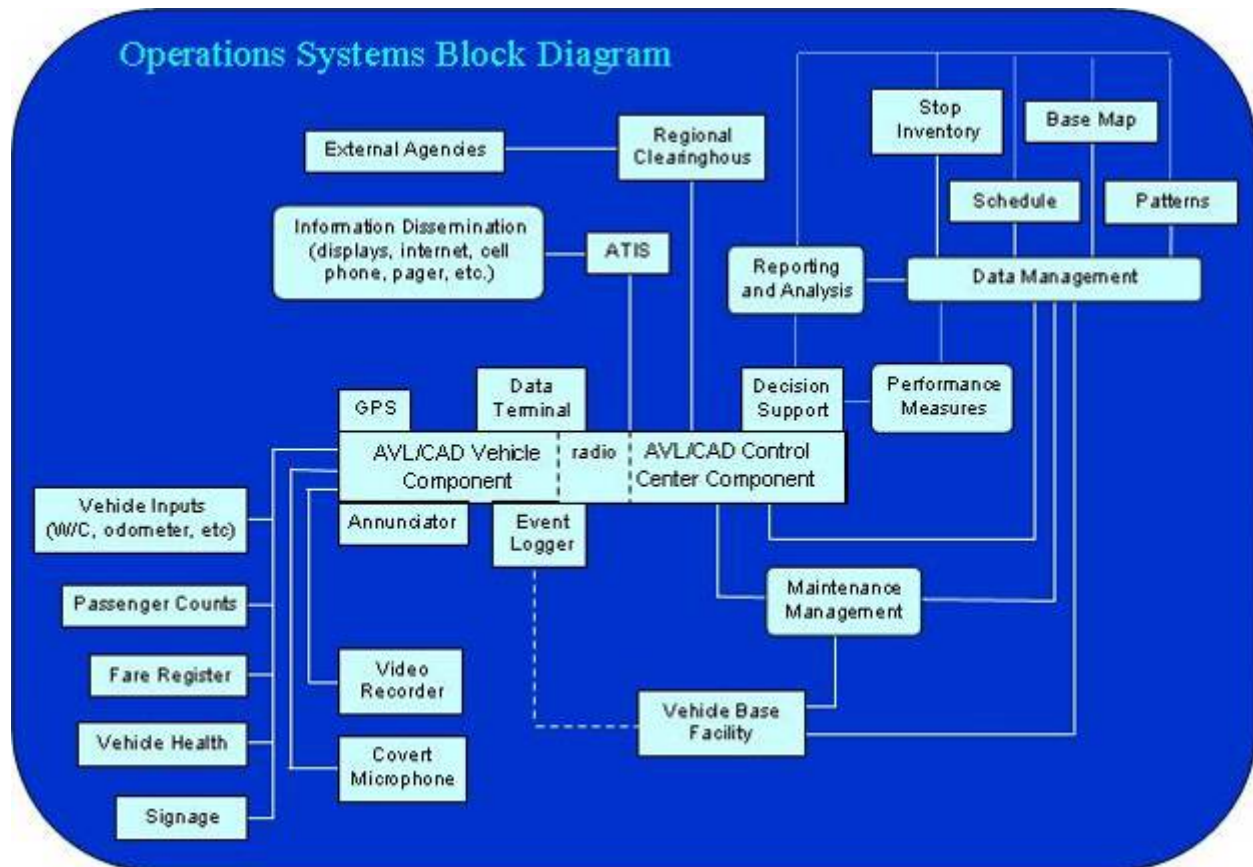 Operations Systems Block Diagram
Stop
Inventory
Base Map
External Agencies
Regional
Clearinghous
Schedule
Patterns
Information Dissemination
(displays, internet, cell
phone, pager, etc.)
ATIS
Reporting
and Analysis
Data Management
GPS
Data
Terminal
Decision
Support
Performance
Measures
AVL/CAD Vehicle
Component
radio
AVL/CAD Control
Center Component
Vehicle Inputs
(W/C, odometer, etc)
Annunciator
Event
Logger
Passenger Counts
Maintenance
Management
Fare Register
Video
Recorder
Vehicle Base
Facility
Vehicle Health
Covert
Microphone
Signage